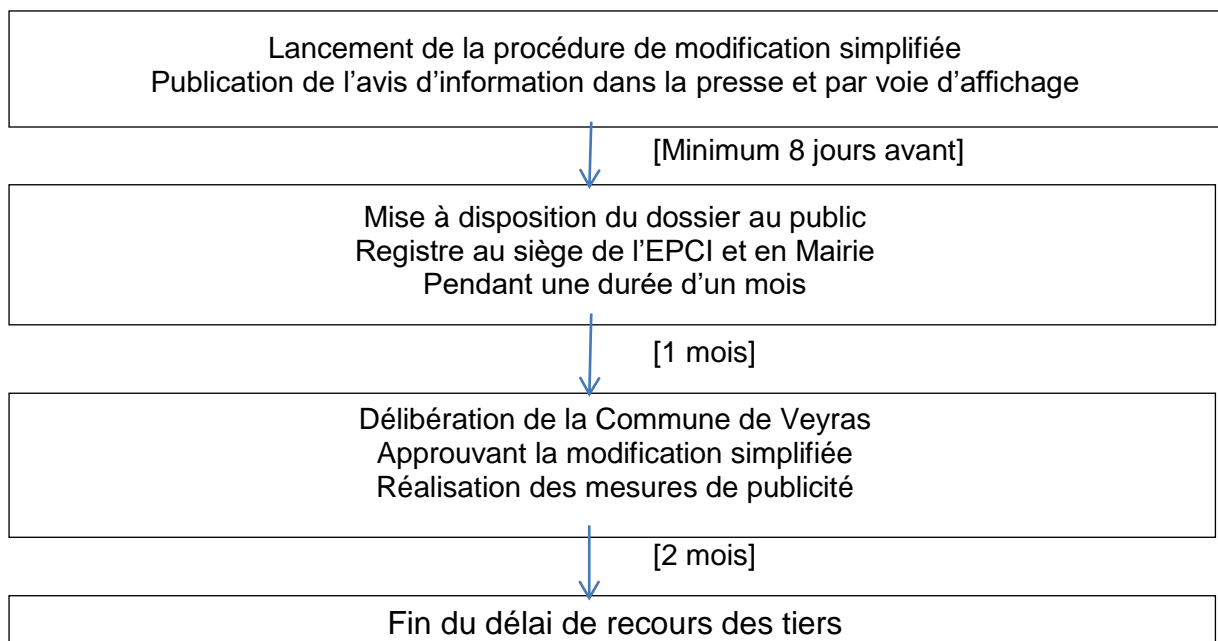 Lancement de la procédure de modification simplifiée
Publication de l’avis d’information dans la presse et par voie d’affichage
[Minimum 8 jours avant]
Mise à disposition du dossier au public
Registre au siège de l’EPCI et en Mairie
Pendant une durée d’un mois
[1 mois]
Délibération de la Commune de Veyras
Approuvant la modification simplifiée
Réalisation des mesures de publicité
[2 mois]
Fin du délai de recours des tiers